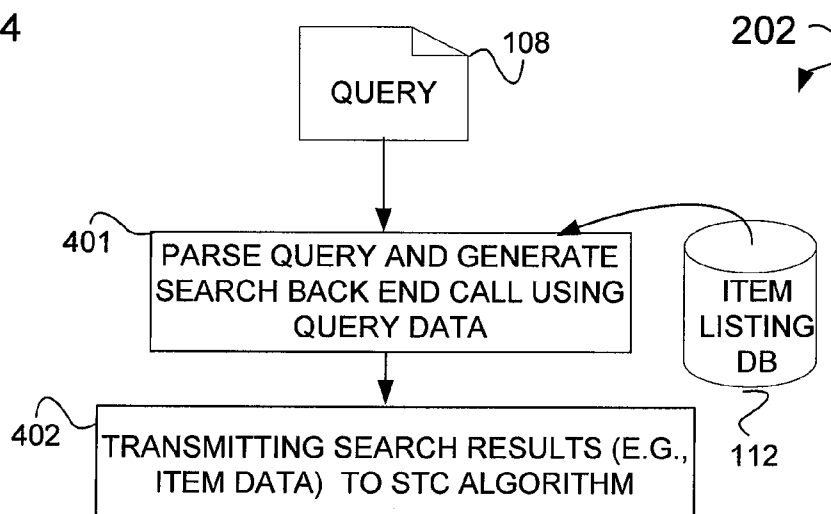 4
202
108
QUERY
401
PARSE QUERY AND GENERATE
SEARCH BACK END CALL USING
QUERY DATA
ITEM
LISTING
DB
112
402
TRANSMITTING SEARCH RESULTS (E.G.,
ITEM DATA) TO STC ALGORITHM